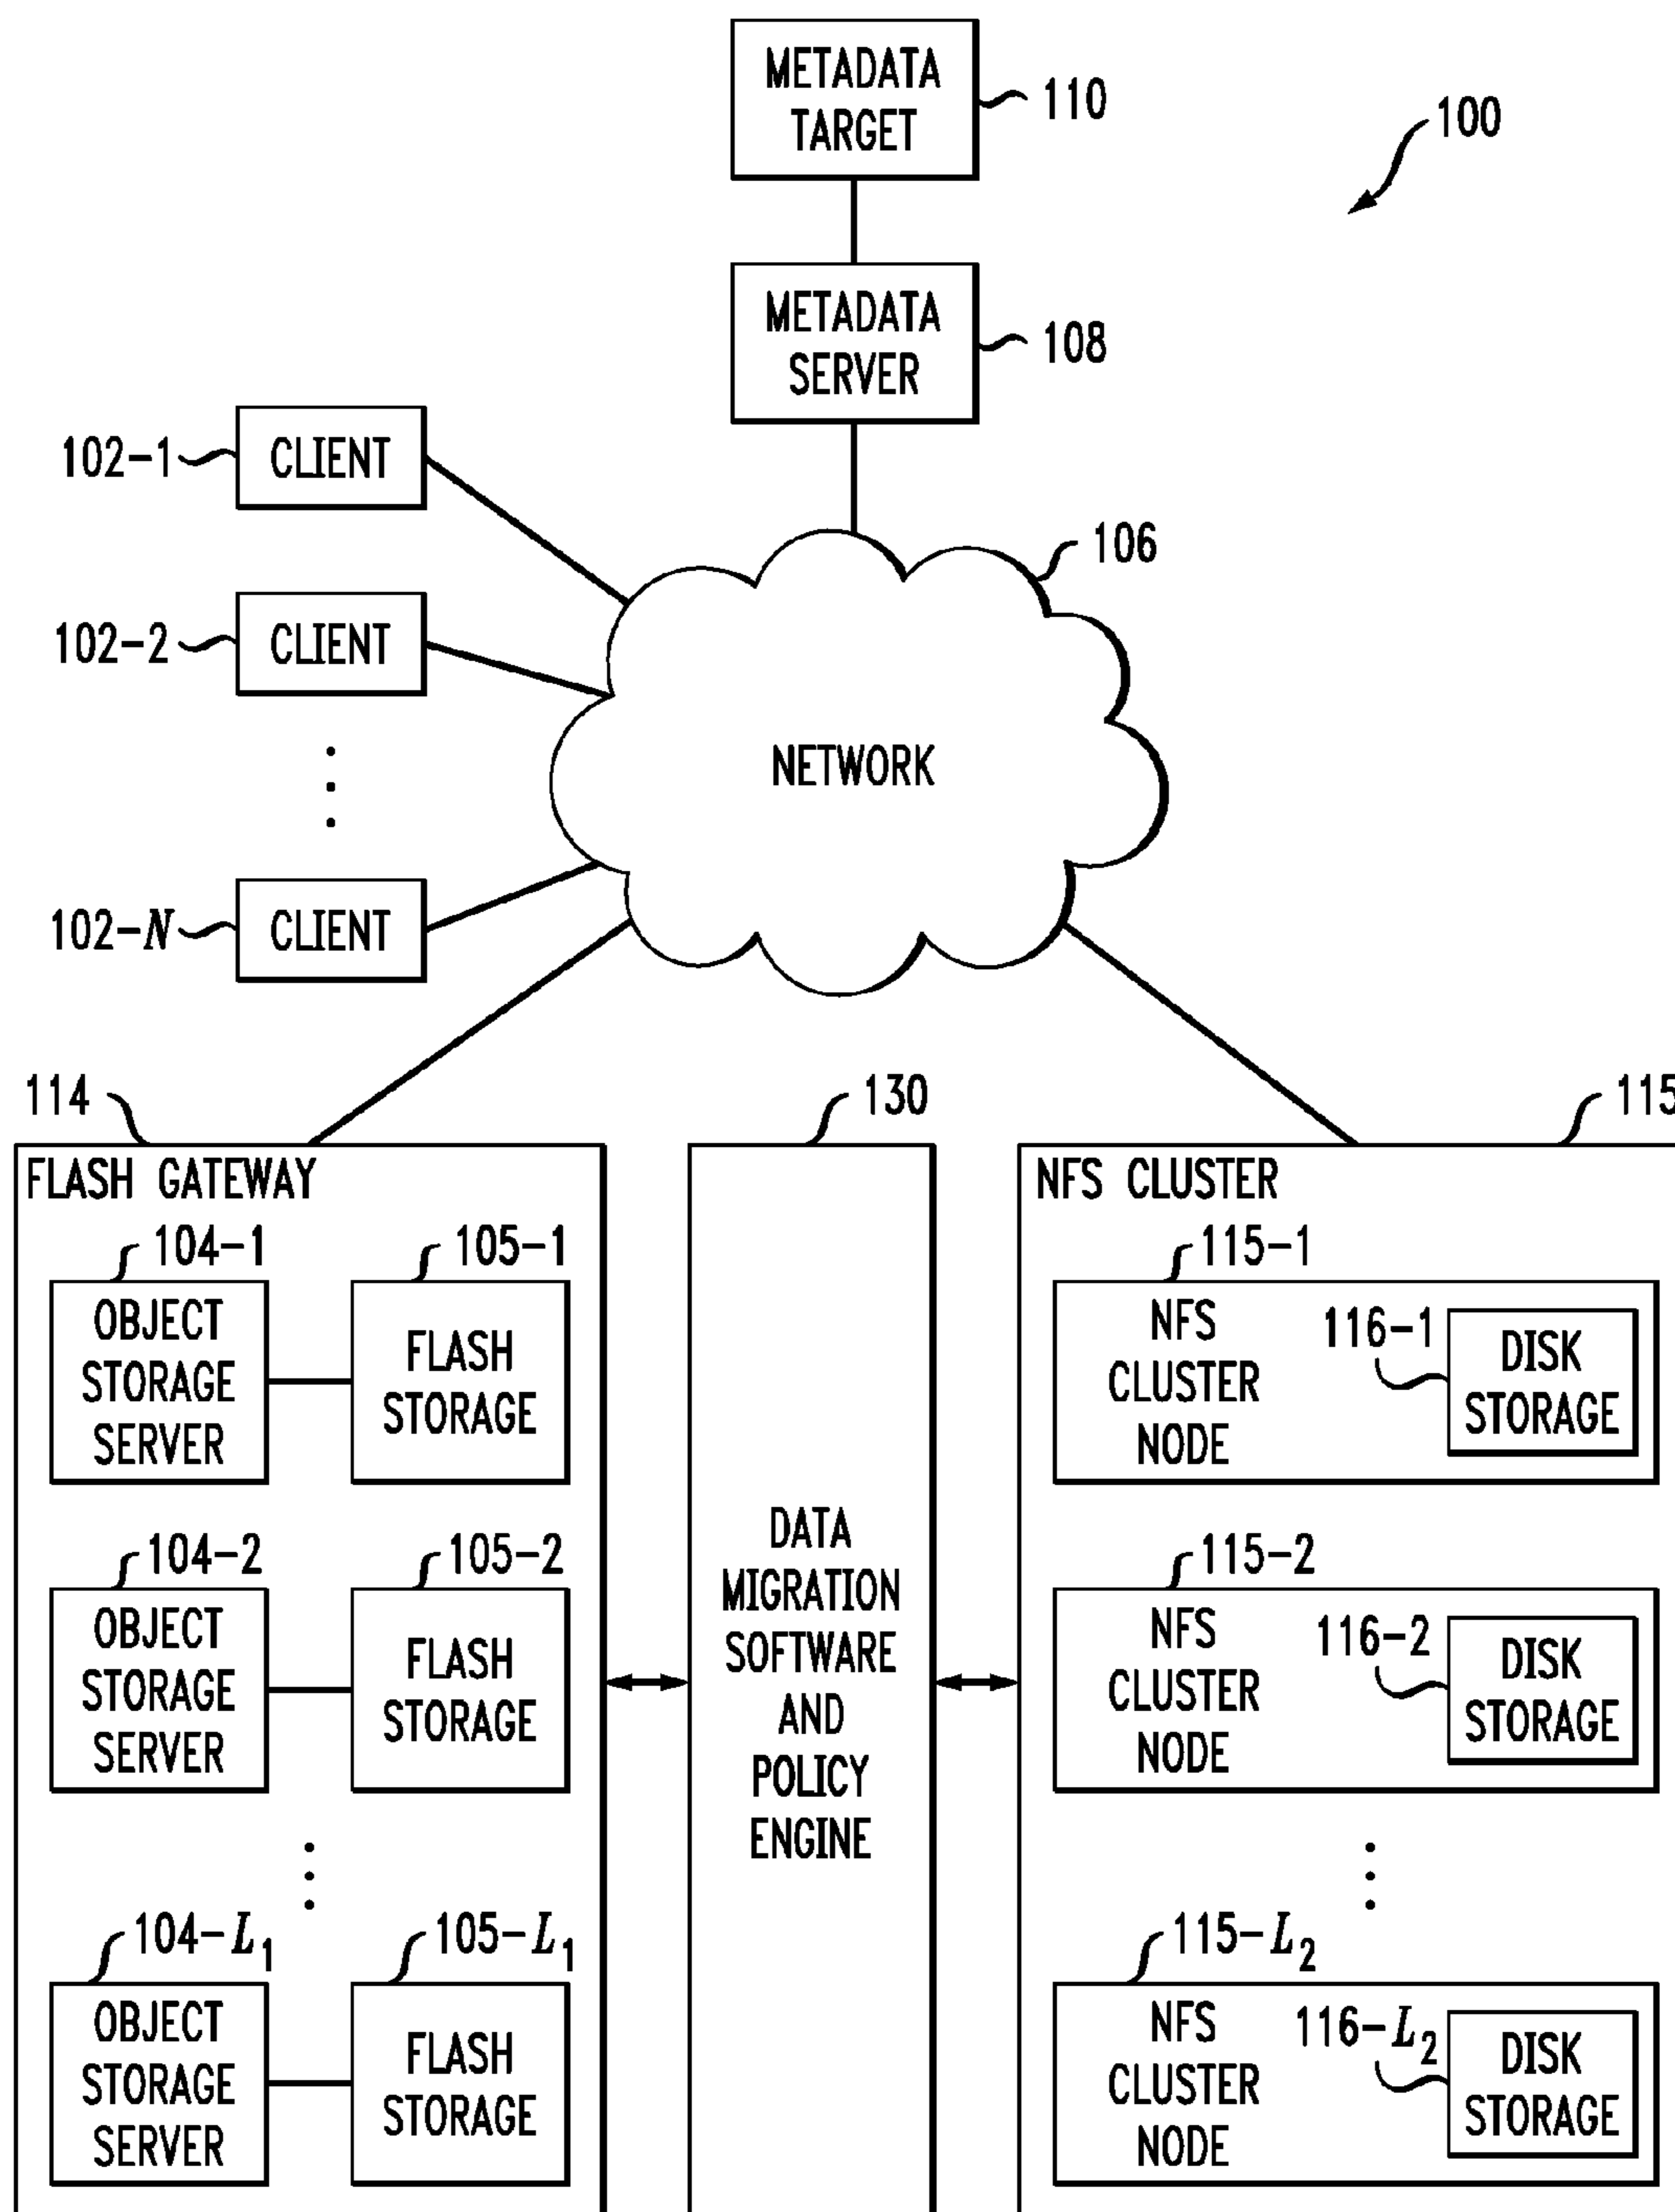 METADATA
TARGET
110
100
METADATA
SERVER
108
102-1
CLIENT
106
102-2
CLIENT
NETWORK
102-N
CLIENT
114
130
115
FLASH GATEWAY
NFS CLUSTER
104-1
105-1
115-1
OBJECT
STORAGE
SERVER
FLASH
STORAGE
NFS
CLUSTER
NODE
116-1
DISK
STORAGE
104-2
105-2
115-2
OBJECT
STORAGE
SERVER
FLASH
STORAGE
DATA
MIGRATION
SOFTWARE
AND
POLICY
ENGINE
NFS
CLUSTER
NODE
116-2
DISK
STORAGE
104-L₁
105-L₁
115-L₂
OBJECT
STORAGE
SERVER
FLASH
STORAGE
NFS
CLUSTER
NODE
116-L₂
DISK
STORAGE